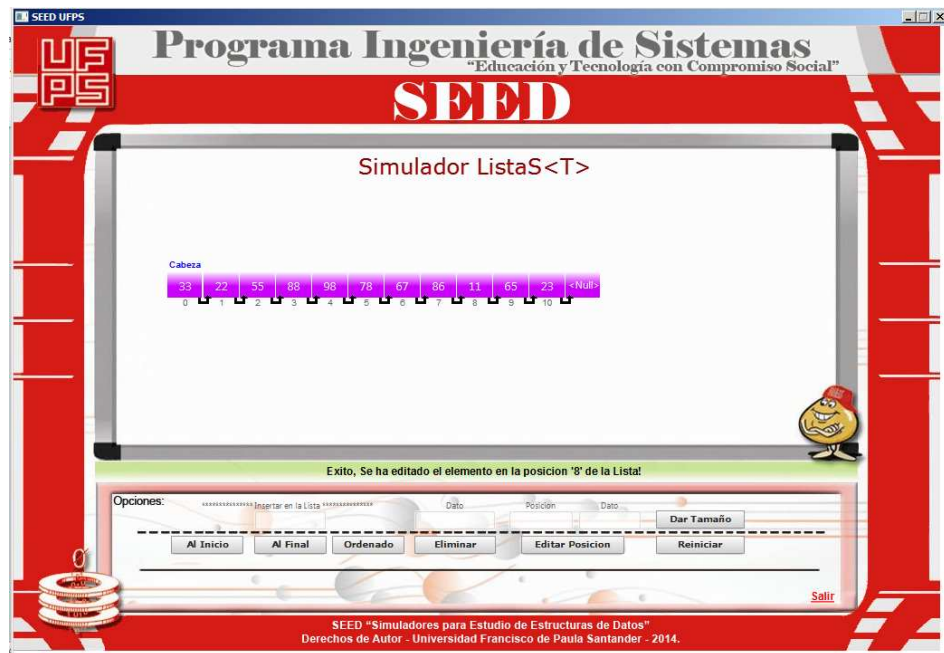 SEED UFPS
UFPS
Programa Ingeniería de Sistemas
“Educación y Tecnología con Compromiso Social”
SEED
Simulador ListaS<T>
Cabeza
33 22 55 88 98 78 67 86 11 65 23 <Null>
0 1 2 3 4 5 6 7 8 9 10
Exito, Se ha editado el elemento en la posicion '8' de la Lista!
Opciones:
*************** Insertar en la Lista *************** Dato Posicion Dato
Dar Tamaño
Al Inicio Al Final Ordenado Eliminar Editar Posicion Reiniciar
Salir
SEED “Simuladores para Estudio de Estructuras de Datos”
Derechos de Autor - Universidad Francisco de Paula Santander - 2014.